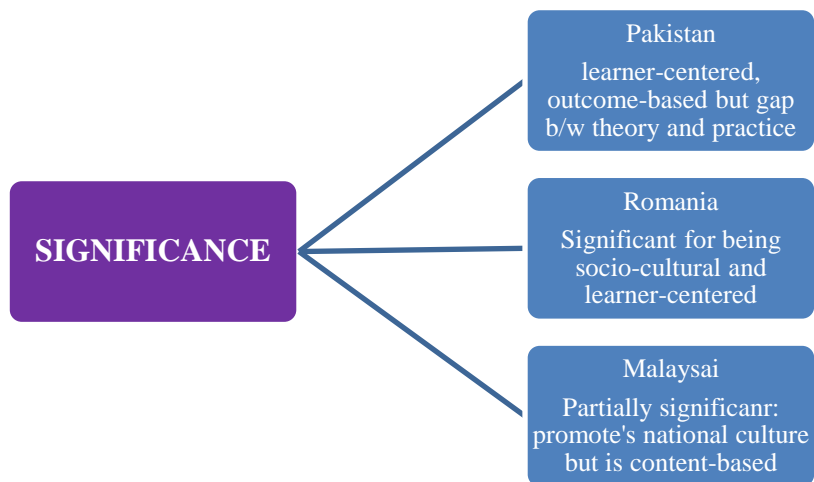 SIGNIFICANCE
Pakistan
learner-centered,
outcome-based but gap
b/w theory and practice
Romania
Significant for being
socio-cultural and
learner-centered
Malaysai
Partially significanr:
promote's national culture
but is content-based